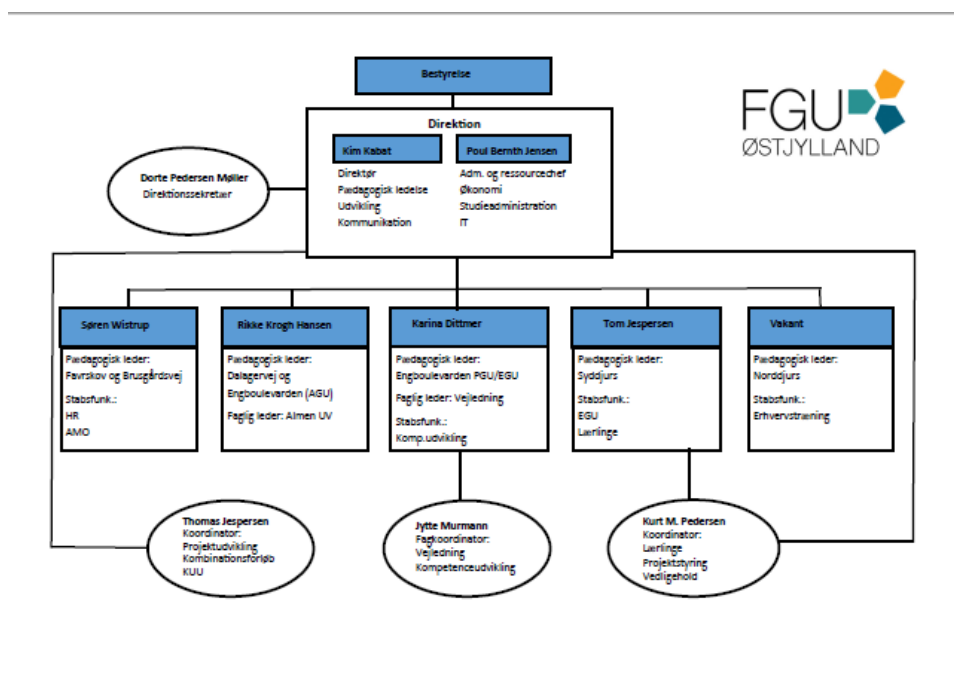 Bestyrelse
FGU
ØSTJYLLAND
Direktion
Kim Kabat
Direktør
Pædagogisk ledelse
Udvikling
Kommunikation
Poul Bernth Jensen
Adm. og ressourcechef
Økonomi
Studieadministration
IT
Dorte Pedersen Møller
Direktionssekretær
Søren Wistrup
Pædagogisk leder:
Favrskov og Brusgårdsvej
Stabsfunk.:
HR
AMO
Rikke Krogh Hansen
Pædagogisk leder:
Dalagervej og
Engboulevarden (AGU)
Faglig leder: Almen UV
Karina Dittmer
Pædagogisk leder:
Engboulevarden PGU/EGU
Faglig leder: Vejledning
Stabsfunk.:
Komp.udvikling
Tom Jespersen
Pædagogisk leder:
Syddjurs
Stabsfunk.:
EGU
Lærlinge
Vakant
Pædagogisk leder:
Norddjurs
Stabsfunk.:
Erhvervstræning
Thomas Jespersen
Koordinator:
Projektudvikling
Kombinationsforløb
KUU
Jytte Murmann
Fagkoordinator:
Vejledning
Kompetenceudvikling
Kurt M. Pedersen
Koordinator:
Lærlinge
Projektstyring
Vedligehold